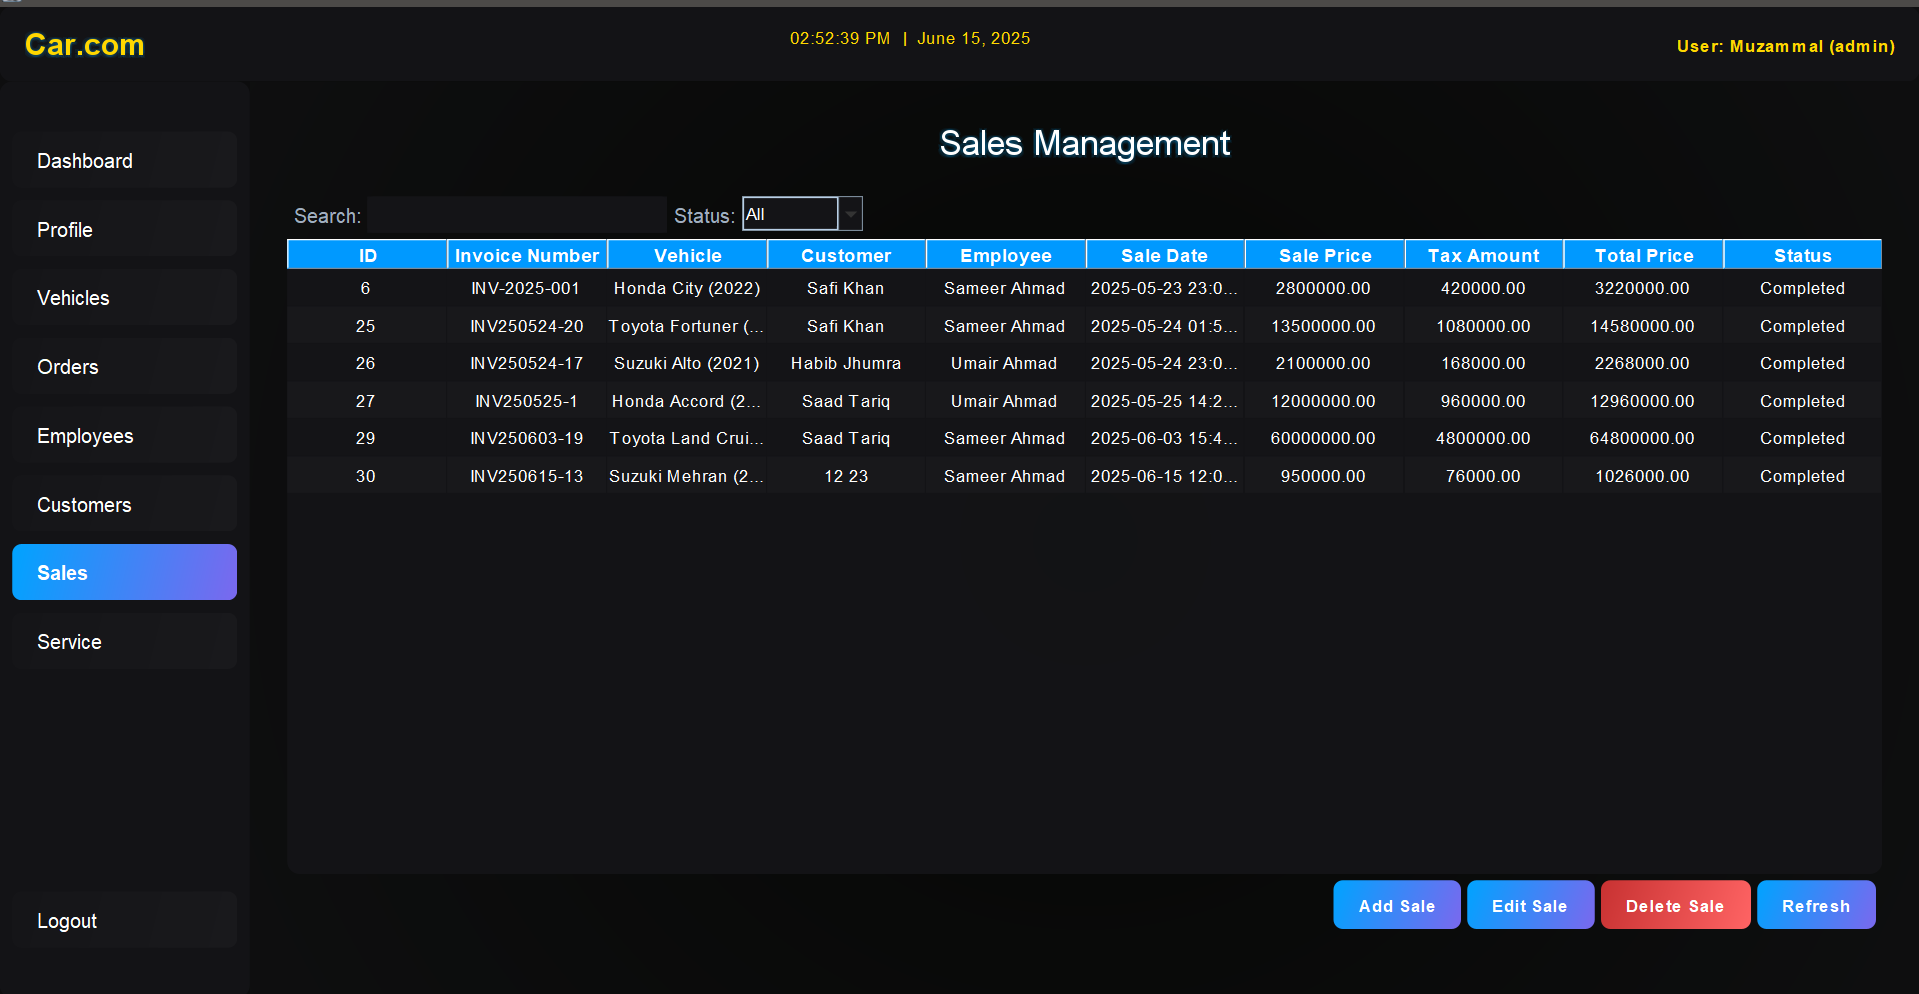 Car.com
02:52:39 PM | June 15, 2025
User: Muzammal (admin)
Dashboard
Profile
Vehicles
Orders
Employees
Customers
Sales
Service
Logout
Sales Management
Search: Status: All
ID Invoice Number Vehicle Customer Employee Sale Date Sale Price Tax Amount Total Price Status
6 INV-2025-001 Honda City (2022) Safi Khan Sameer Ahmad 2025-05-23 23:0... 2800000.00 420000.00 3220000.00 Completed
25 INV250524-20 Toyota Fortuner (... Safi Khan Sameer Ahmad 2025-05-24 01:5... 13500000.00 1080000.00 14580000.00 Completed
26 INV250524-17 Suzuki Alto (2021) Habib Jhumra Umair Ahmad 2025-05-24 23:0... 2100000.00 168000.00 2268000.00 Completed
27 INV250525-1 Honda Accord (2... Saad Tariq Umair Ahmad 2025-05-25 14:2... 12000000.00 960000.00 12960000.00 Completed
29 INV250603-19 Toyota Land Crui... Saad Tariq Sameer Ahmad 2025-06-03 15:4... 60000000.00 4800000.00 64800000.00 Completed
30 INV250615-13 Suzuki Mehran (2... 12 23 Sameer Ahmad 2025-06-15 12:0... 950000.00 76000.00 1026000.00 Completed
Add Sale Edit Sale Delete Sale Refresh